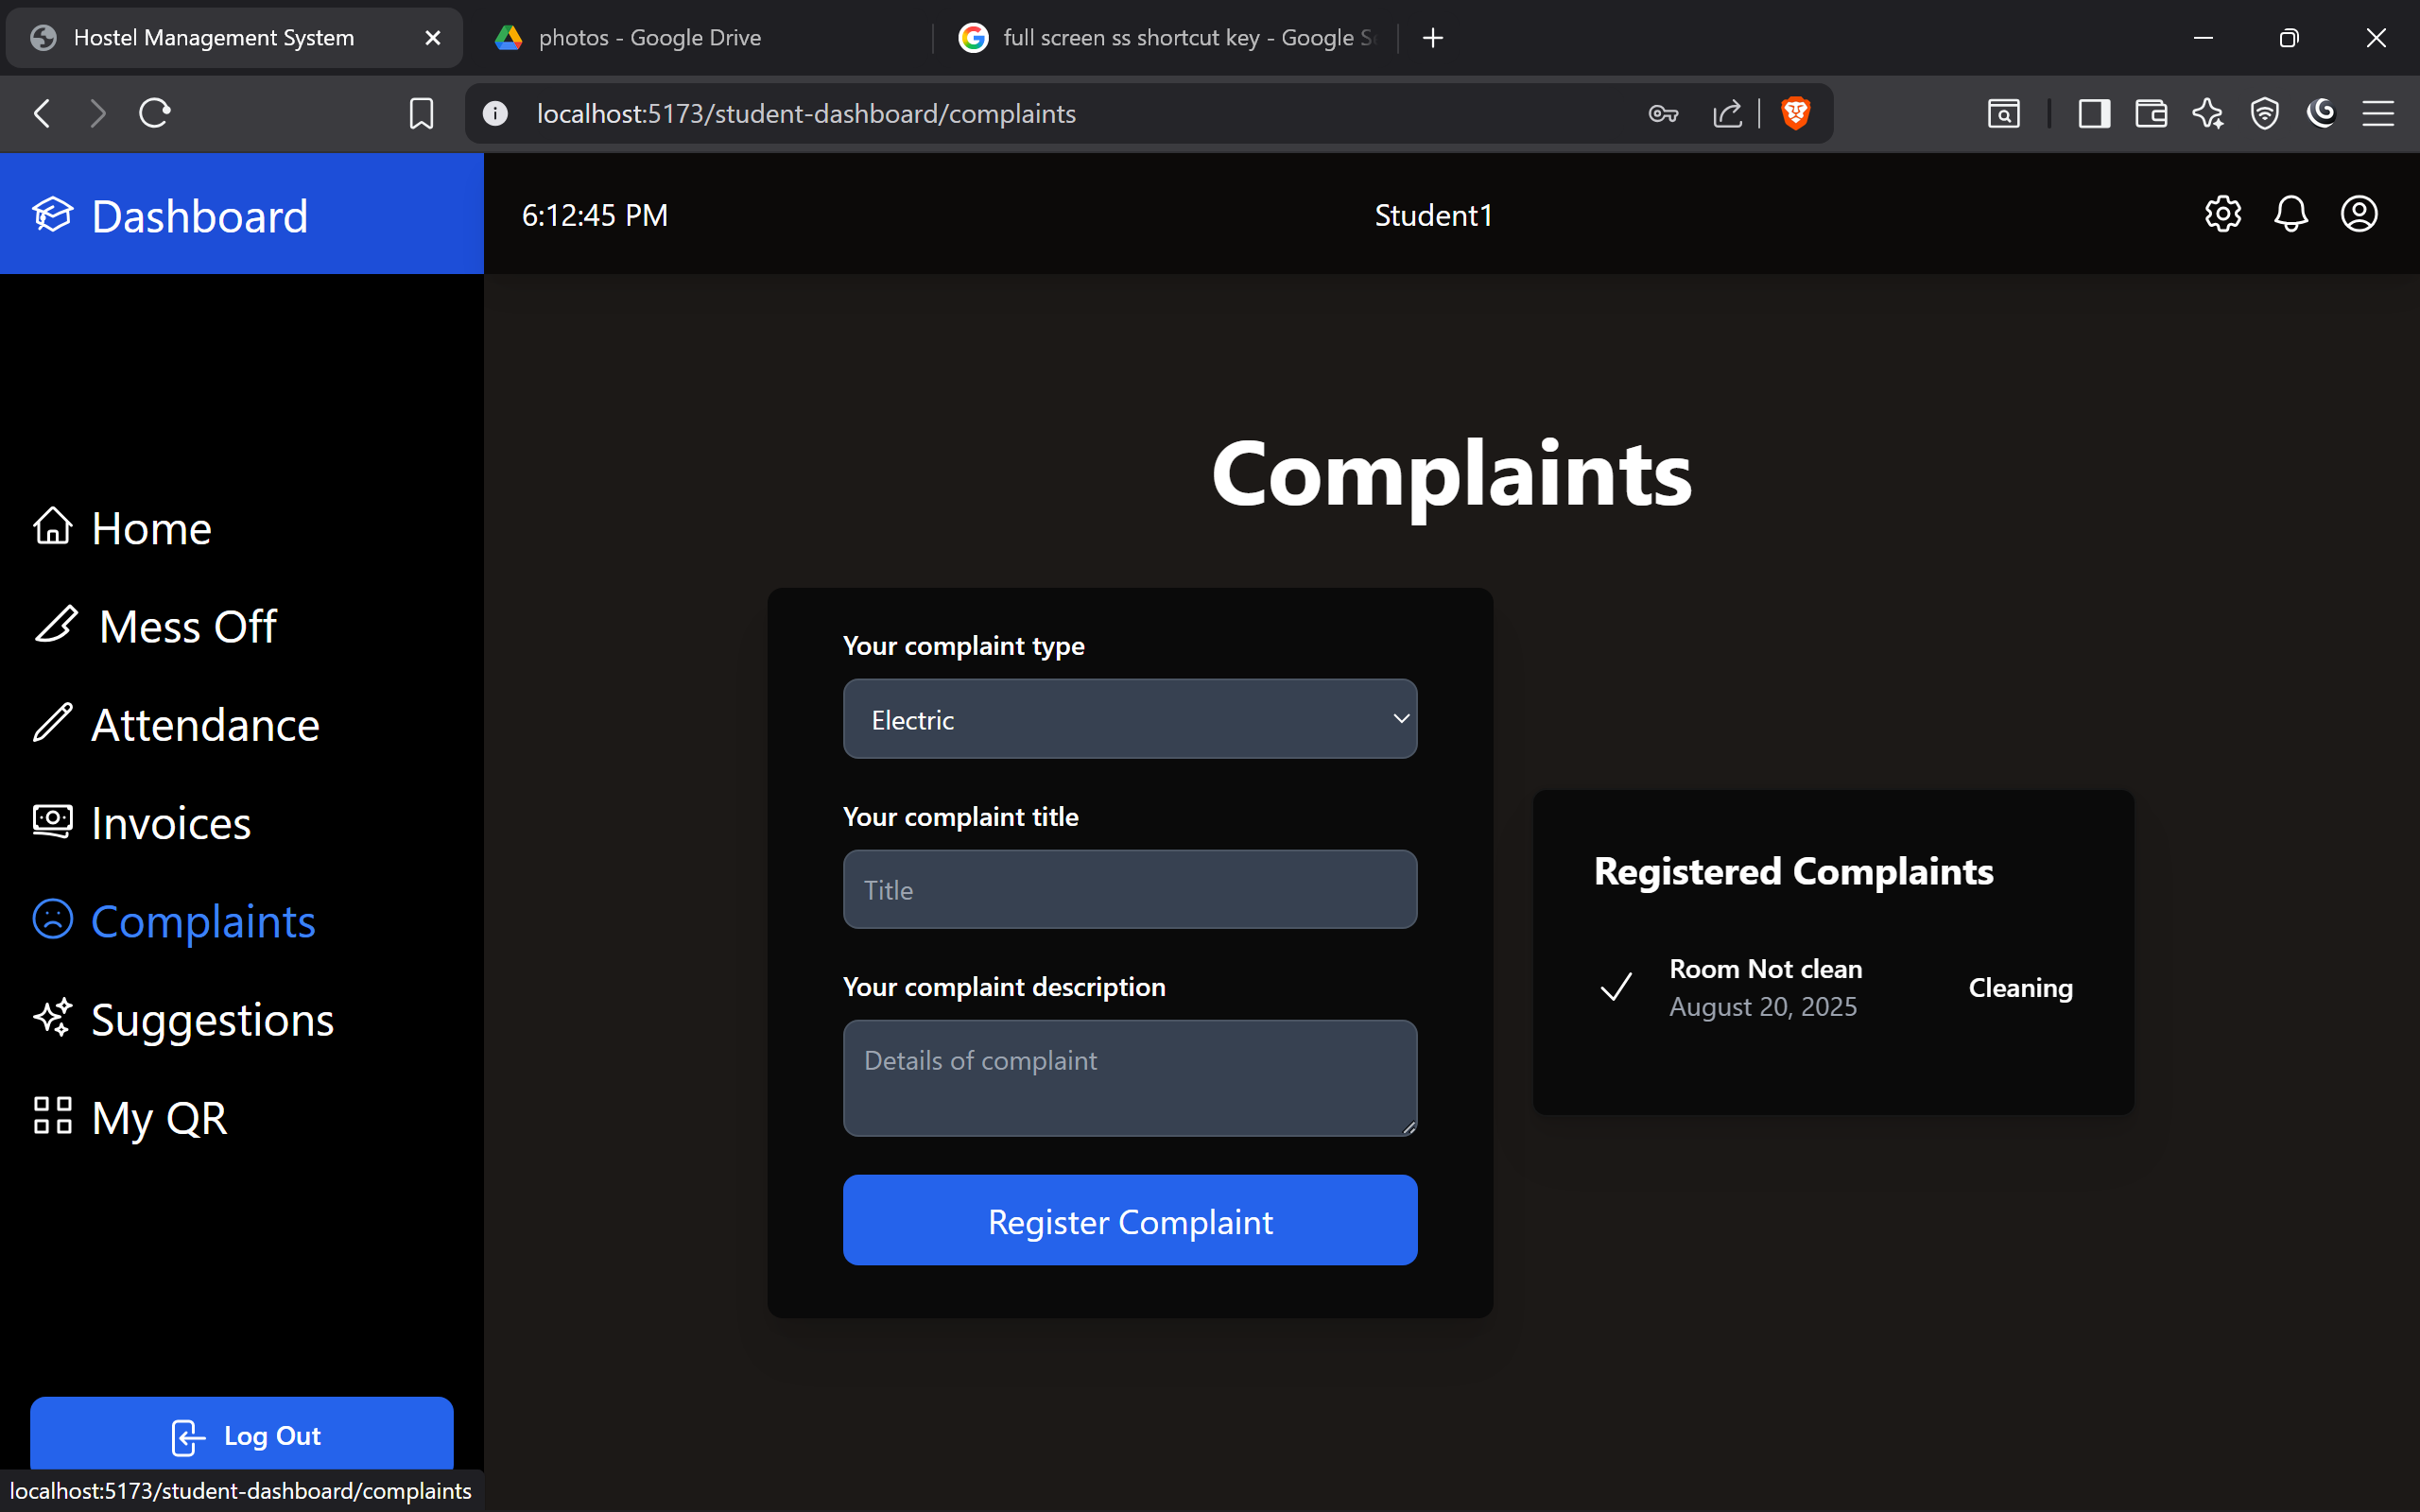 Hostel Management System
photos - Google Drive
full screen ss shortcut key - Google
localhost:5173/student-dashboard/complaints
Dashboard
6:12:45 PM
Student1
Home
Mess Off
Attendance
Invoices
Complaints
Suggestions
My QR
Log Out
Complaints
Your complaint type
Electric
Your complaint title
Title
Your complaint description
Details of complaint
Register Complaint
Registered Complaints
Room Not clean
August 20, 2025
Cleaning
localhost:5173/student-dashboard/complaints